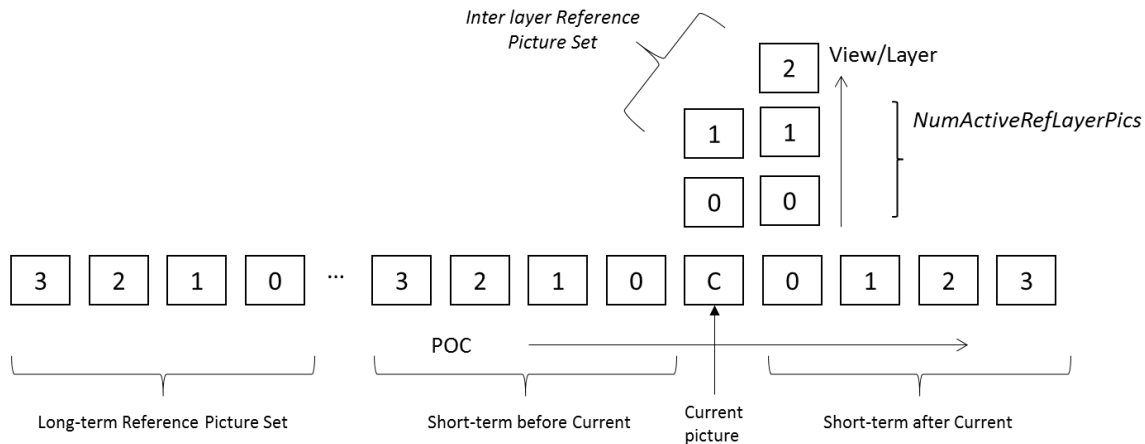 Inter layer Reference
Picture Set
2
View/Layer
1 1
NumActiveRefLayerPics
0 0
3 2 1 0 ... 3 2 1 0 C 0 1 2 3
POC
Long-term Reference Picture Set
Short-term before Current
Current
picture
Short-term after Current